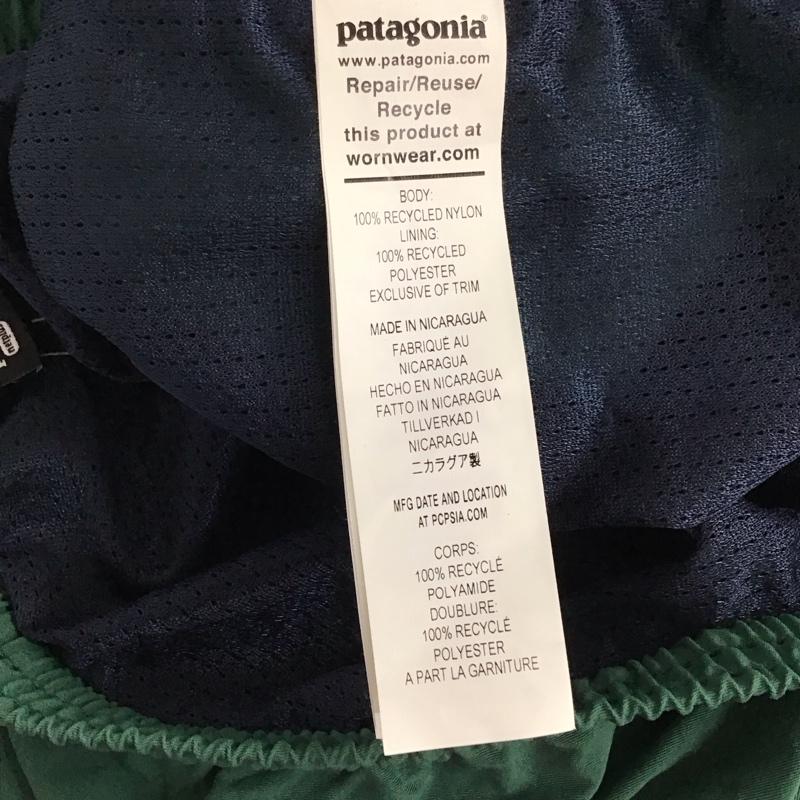 patagonia®
www.patagonia.com
Repair/Reuse/
Recycle
this product at
wornwear.com
BODY:
100% RECYCLED NYLON
LINING:
100% RECYCLED
POLYESTER
EXCLUSIVE OF TRIM
MADE IN NICARAGUA
FABRIQUÉ AU
NICARAGUA
HECHO EN NICARAGUA
FATTO IN NICARAGUA
TILLVERKAD I
NICARAGUA
ニカラグア製
MFG DATE AND LOCATION
AT PCPSIA.COM
CORPS:
100% RECYCLÉ
POLYAMIDE
DOUBLURE:
100% RECYCLÉ
POLYESTER
A PART LA GARNITURE
netplus